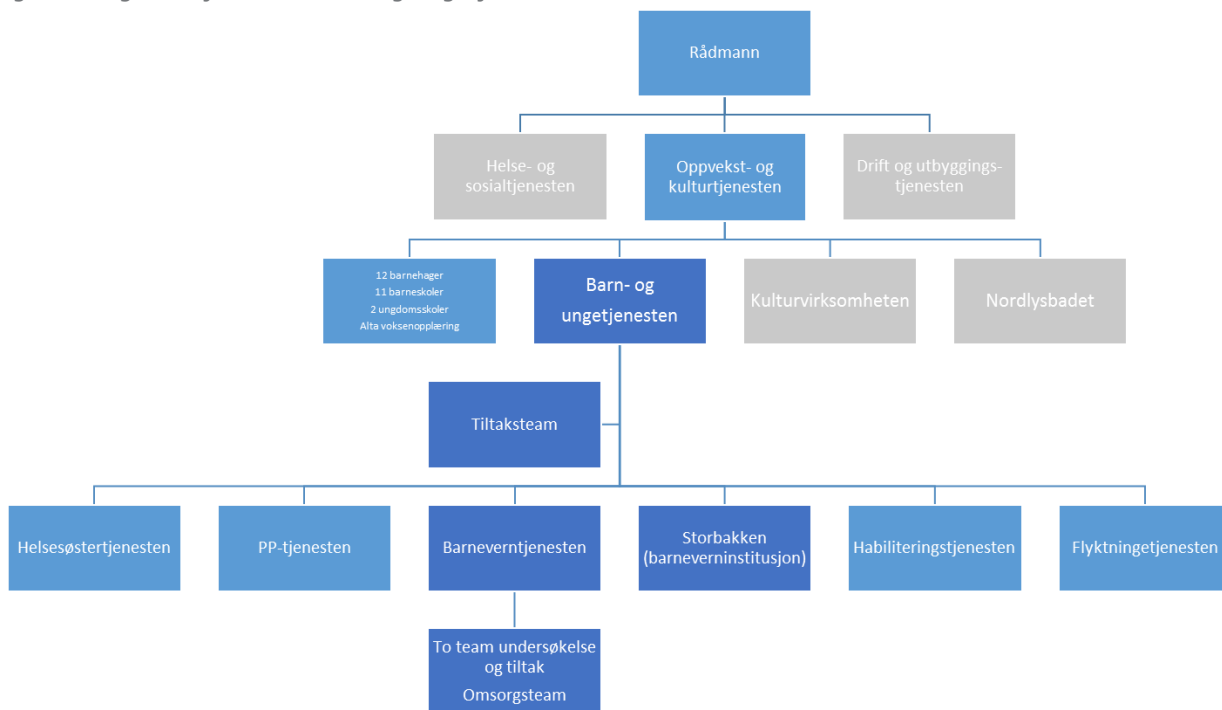 Rådmann
Helse- og
sosialtjenesten
Oppvekst- og
kulturtjenesten
Drift og utbyggings-
tjenesten
12 barnehager
11 barneskoler
2 ungdomsskoler
Alta voksenopplæring
Barn- og
ungetjenesten
Kulturvirksomheten
Nordlysbadet
Tiltaksteam
Helsesøstertjenesten
PP-tjenesten
Barneverntjenesten
Storbakken
(barneverninstitusjon)
Habiliteringstjenesten
Flyktningetjenesten
To team undersøkelse
og tiltak
Omsorgsteam